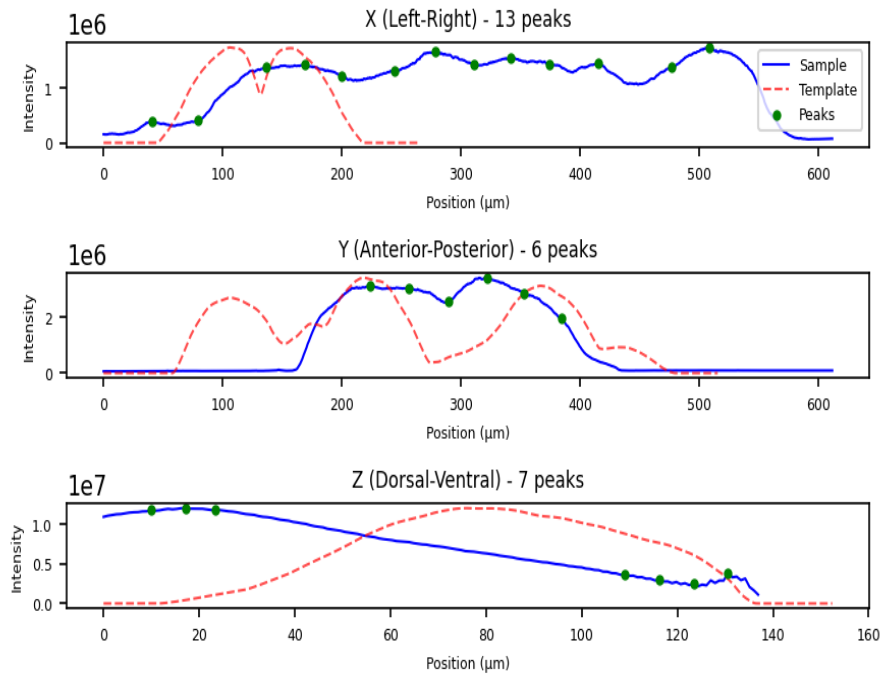 X (Left-Right) - 13 peaks
1e6
Intensity
1
0
Sample
Template
Peaks
0 100 200 300 400 500 600
Position (µm)
Y (Anterior-Posterior) - 6 peaks
1e6
Intensity
2
0
0 100 200 300 400 500 600
Position (µm)
Z (Dorsal-Ventral) - 7 peaks
1e7
Intensity
1.0
0.5
0.0
0 20 40 60 80 100 120 140 160
Position (µm)